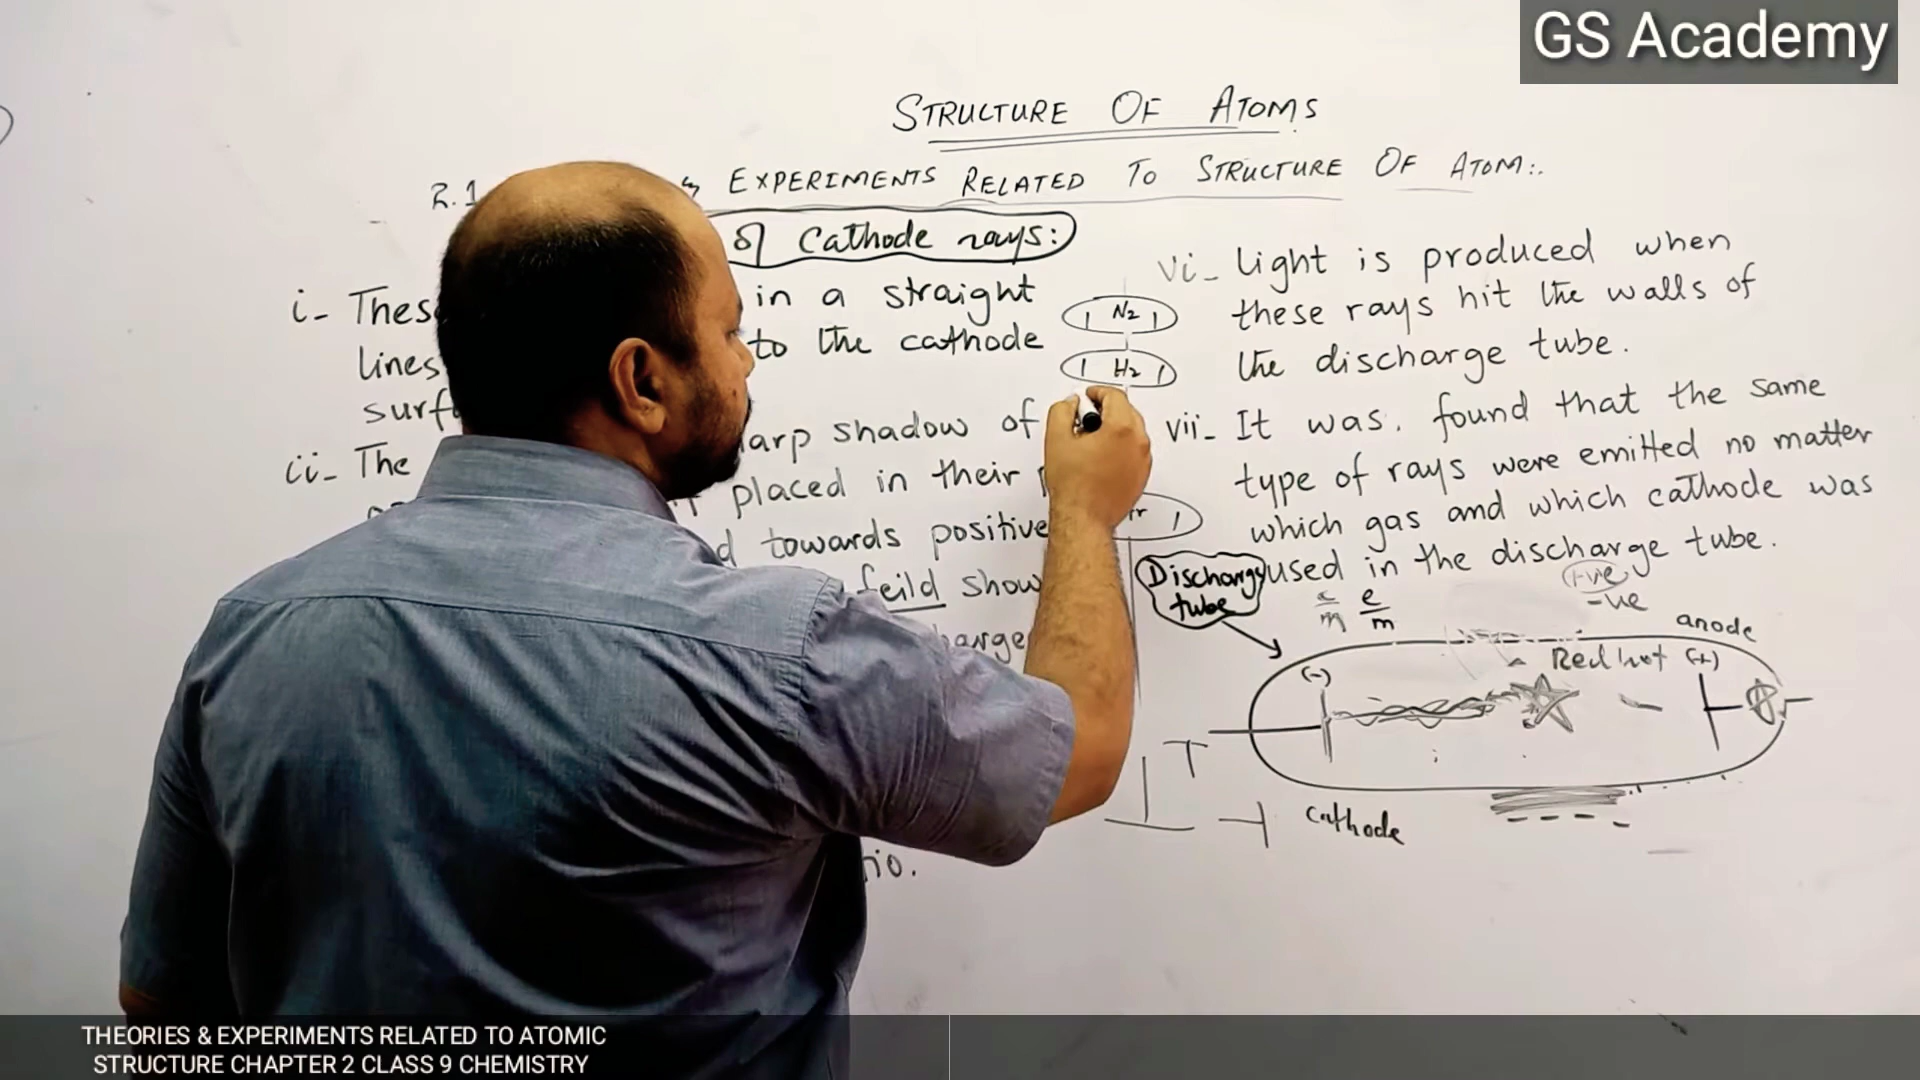 GS Academy
STRUCTURE OF ATOMS
2.1 EXPERIMENTS RELATED TO STRUCTURE OF ATOM:.
of Cathode rays:
i- Thes in a straight
lines to the cathode
surf
ii- The arp shadow of
placed in their
d towards positive
feild show
harge
io.
N2
H2
vi- Light is produced when
these rays hit the walls of
the discharge tube.
vii- It was. found that the same
type of rays were emitted no matter
which gas and which cathode was
used in the discharge tube.
Discharge
tube
e
m
+ve
-ve
anode
(-)
Red hot (+)
cathode
THEORIES & EXPERIMENTS RELATED TO ATOMIC
STRUCTURE CHAPTER 2 CLASS 9 CHEMISTRY